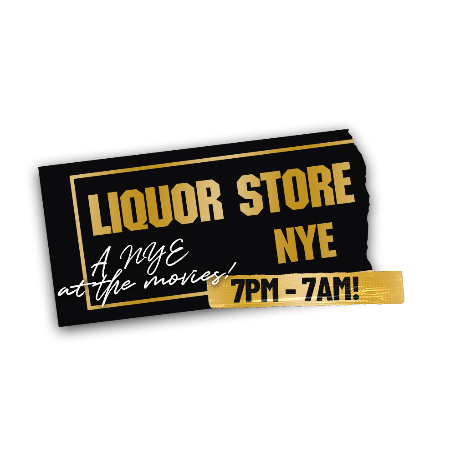 LIQUOR STORE
NYE
A NYE
at the movies!
7PM - 7AM!